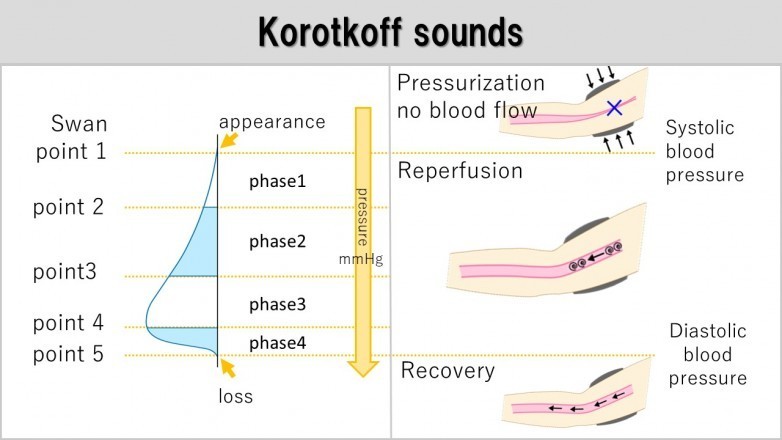 Korotkoff sounds
Swan
point 1
point 2
point3
point 4
point 5
appearance
phase1
phase2
phase3
phase4
loss
pressure
mmHg
Pressurization
no blood flow
Reperfusion
Recovery
Systolic
blood
pressure
Diastolic
blood
pressure